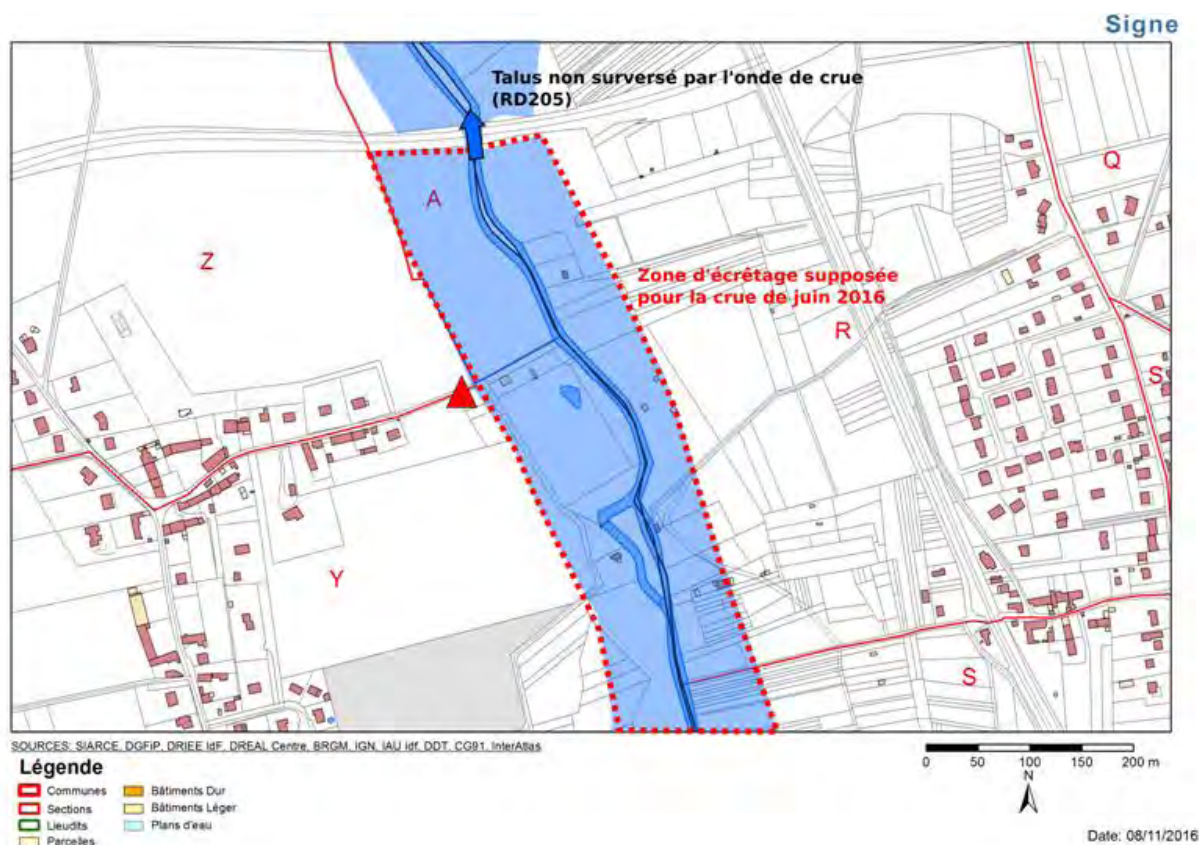 Signe
Talus non surversé par l'onde de crue
(RD205)
Q
A
Z
Zone d'écrêtage supposée
pour la crue de juin 2016
R
S
Y
S
SOURCES: SIARCE, DGFiP, DRIEE IdF, DREAL Centre, BRGM, IGN, IAU idf, DDT, CG91, InterAtlas
0 50 100 150 200 m
N
Légende
Communes
Sections
Lieudits
Parcelles
Bâtiments Dur
Bâtiments Léger
Plans d'eau
Date: 08/11/2016